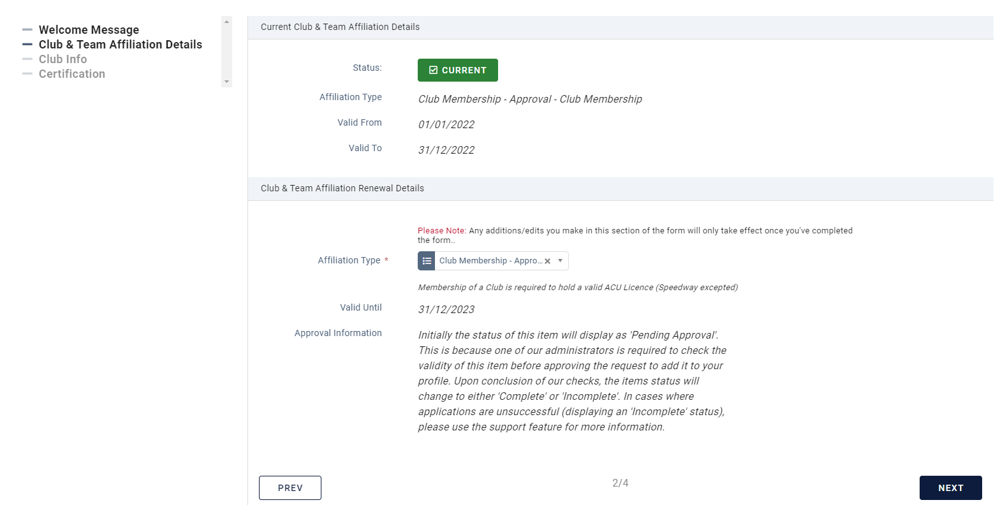 Welcome Message
Club & Team Affiliation Details
Club Info
Certification
Current Club & Team Affiliation Details
Status:
CURRENT
Affiliation Type
Club Membership - Approval - Club Membership
Valid From
01/01/2022
Valid To
31/12/2022
Club & Team Affiliation Renewal Details
Please Note: Any additions/edits you make in this section of the form will only take effect once you've completed
the form..
Affiliation Type *
Club Membership - Appro...
Membership of a Club is required to hold a valid ACU Licence (Speedway excepted)
Valid Until
31/12/2023
Approval Information
Initially the status of this item will display as 'Pending Approval'.
This is because one of our administrators is required to check the
validity of this item before approving the request to add it to your
profile. Upon conclusion of our checks, the items status will
change to either 'Complete' or 'Incomplete'. In cases where
applications are unsuccessful (displaying an 'Incomplete' status),
please use the support feature for more information.
PREV
2/4
NEXT